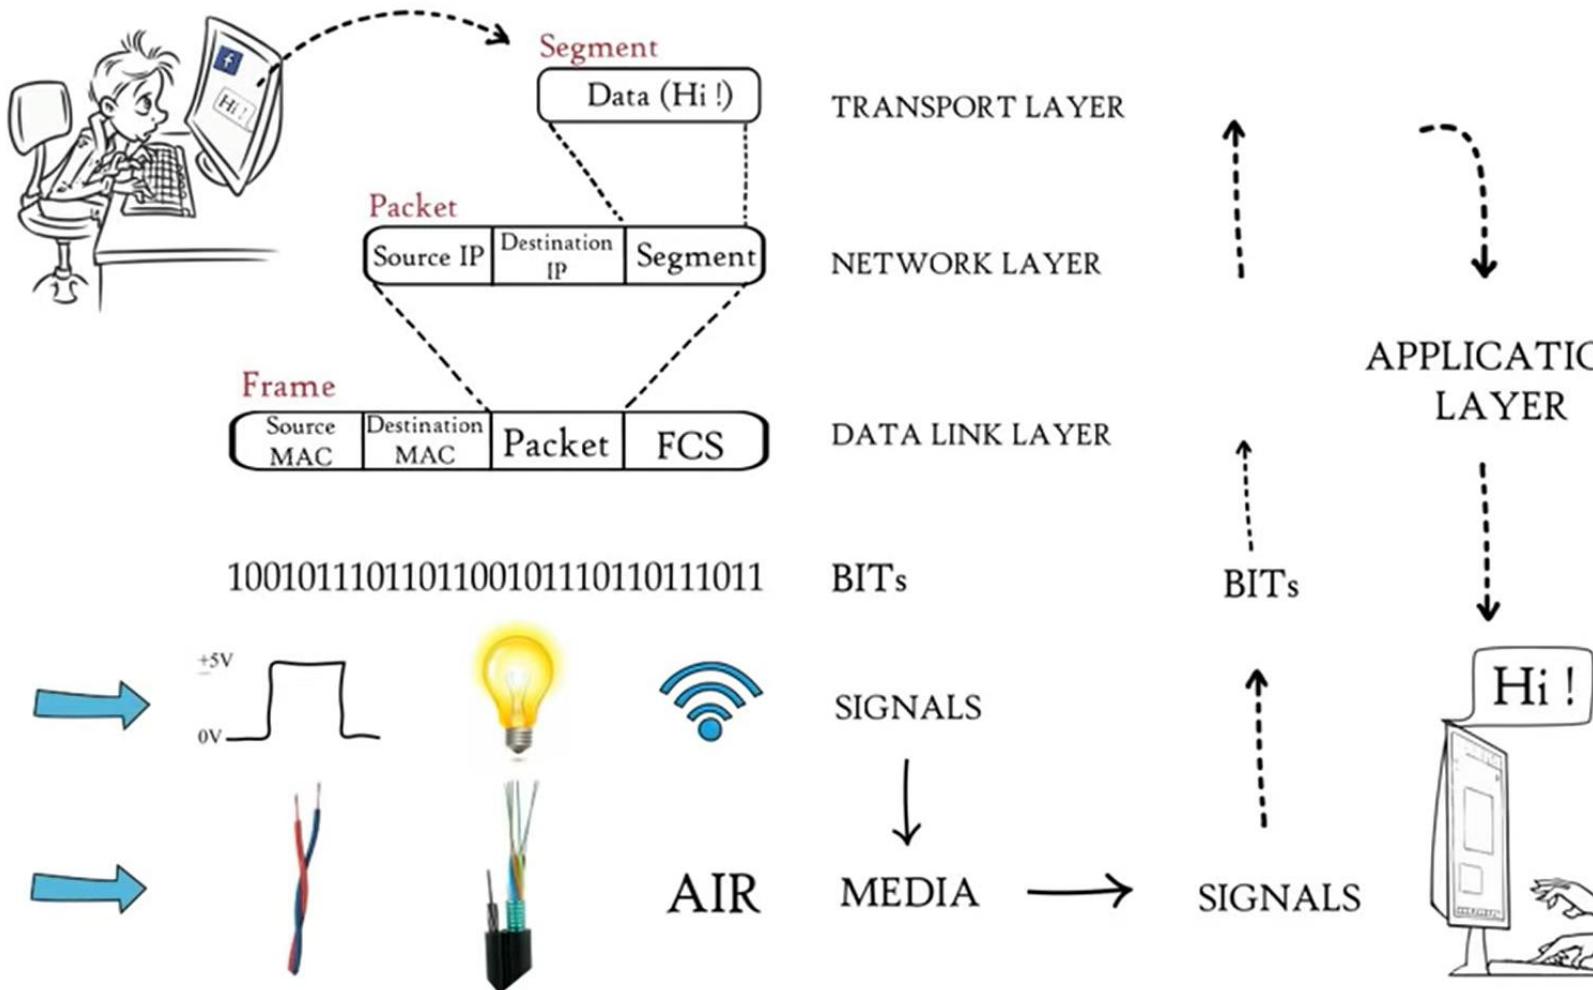 f
Hi !
Segment
Data (Hi !)
TRANSPORT LAYER
Packet
Source IP
Destination
IP
Segment
NETWORK LAYER
APPLICATIO
LAYER
Frame
Source
MAC
Destination
MAC
Packet
FCS
DATA LINK LAYER
1001011101101100101110110111011
BITs
BITs
+5V
0V
SIGNALS
Hi !
AIR
MEDIA
SIGNALS